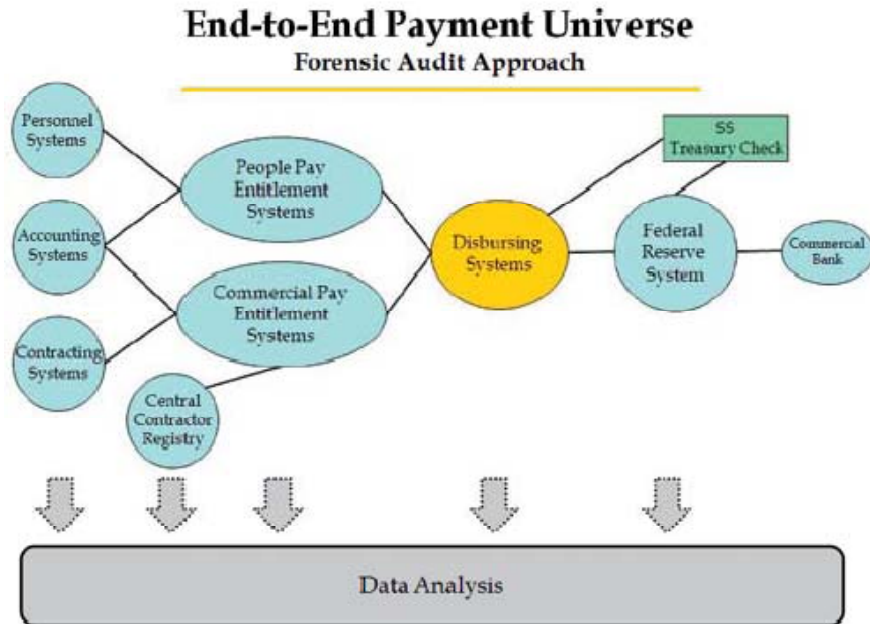 End-to-End Payment Universe
Forensic Audit Approach
Personnel
Systems
People Pay
Entitlement
Systems
SS
Treasury Check
Accounting
Systems
Disbursing
Systems
Federal
Reserve
System
Commercial
Bank
Commercial Pay
Entitlement
Systems
Contracting
Systems
Central
Contractor
Registry
Data Analysis